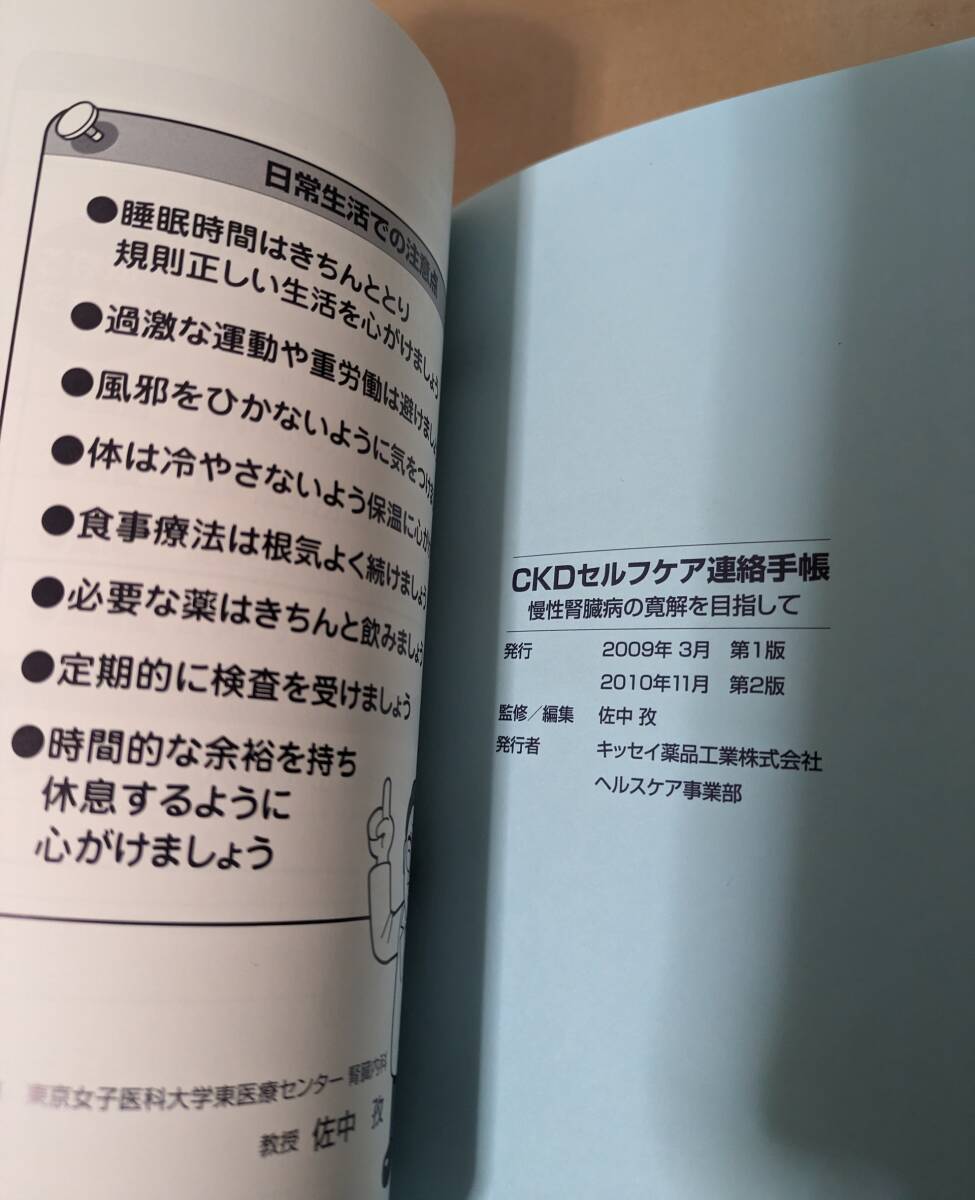 日常生活での注意点
●睡眠時間はきちんととり
規則正しい生活を心がけましょう
●過激な運動や重労働は避けましょ
●風邪をひかないように気をつけま
●体は冷やさないよう保温に心が
●食事療法は根気よく続けましょう
●必要な薬はきちんと飲みましょう
●定期的に検査を受けましょう
●時間的な余裕を持ち
休息するように
心がけましょう
東京女子医科大学東医療センター 腎臓内科
教授 佐中 孜
CKDセルフケア連絡手帳
慢性腎臓病の寛解を目指して
発行 2009年 3月 第1版
2010年11月 第2版
監修／編集 佐中 孜
発行者 キッセイ薬品工業株式会社
ヘルスケア事業部